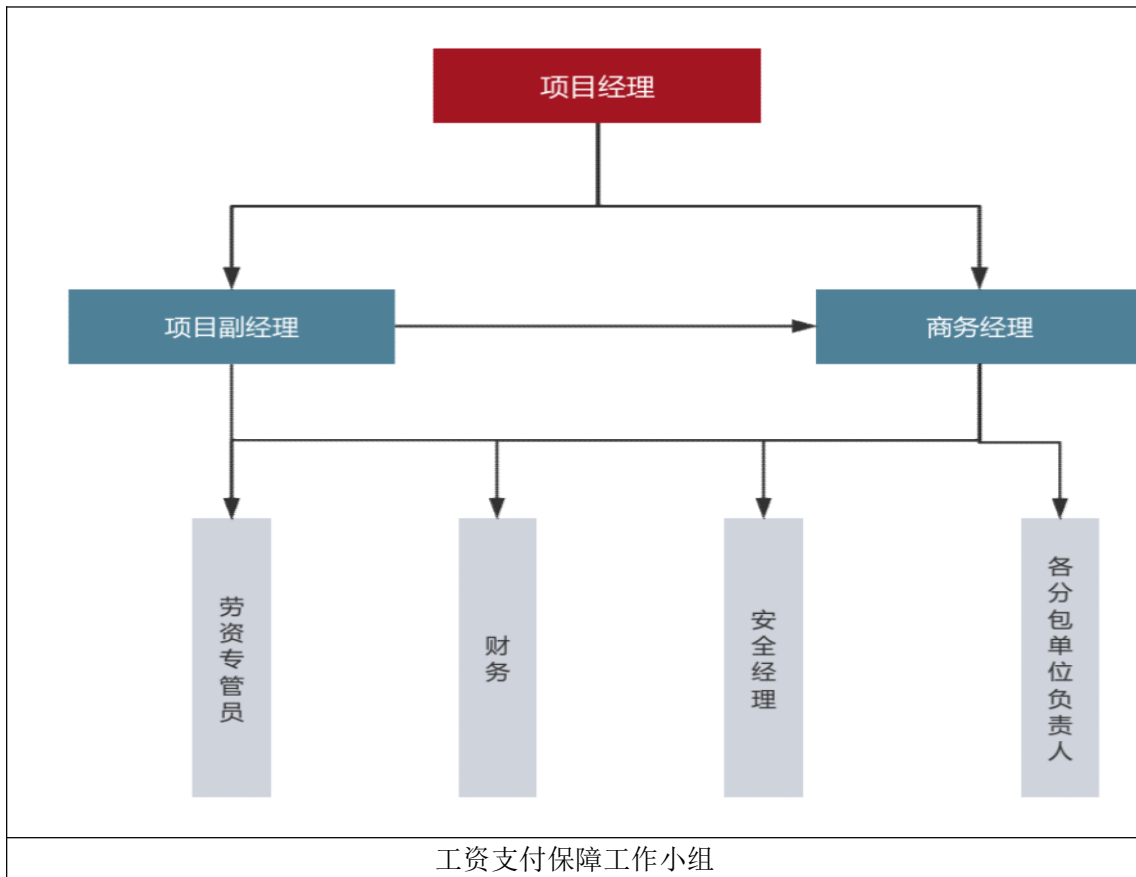 项目经理
项目副经理
商务经理
劳资专管员
财务
安全经理
各分包单位负责人
工资支付保障工作小组